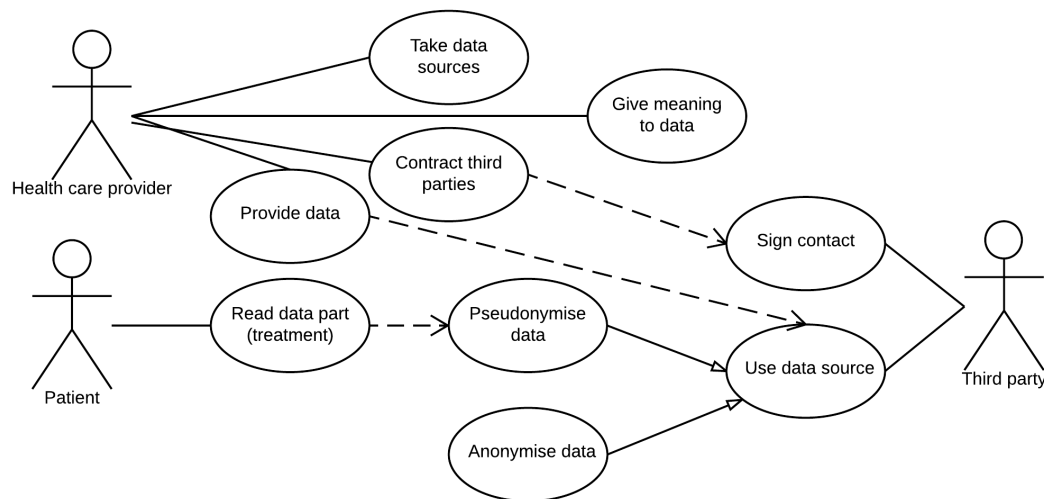 Take data
sources
Give meaning
to data
Health care provider
Contract third
parties
Provide data
Sign contact
Read data part
(treatment)
Pseudonymise
data
Use data source
Third party
Patient
Anonymise data